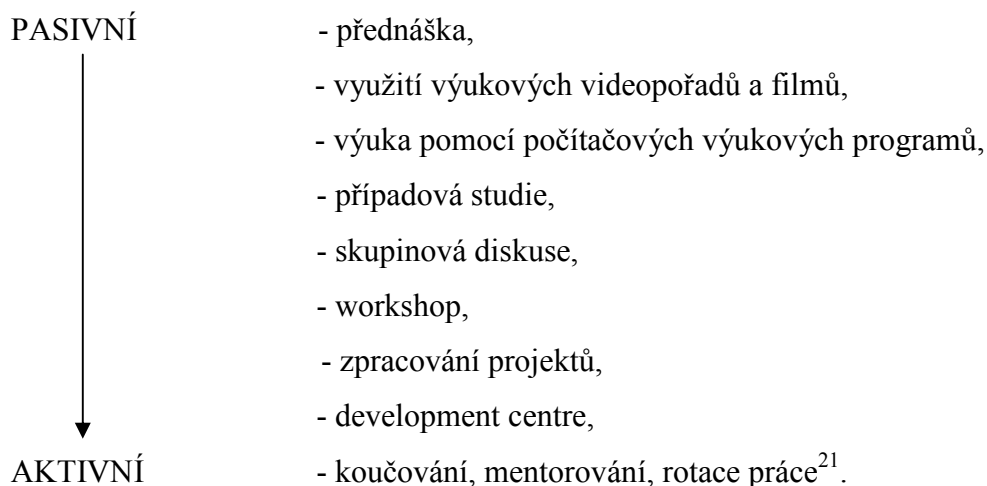 PASIVNÍ - přednáška,
- využití výukových videopořadů a filmů,
- výuka pomocí počítačových výukových programů,
- případová studie,
- skupinová diskuse,
- workshop,
- zpracování projektů,
- development centre,
AKTIVNÍ - koučování, mentorování, rotace práce21.